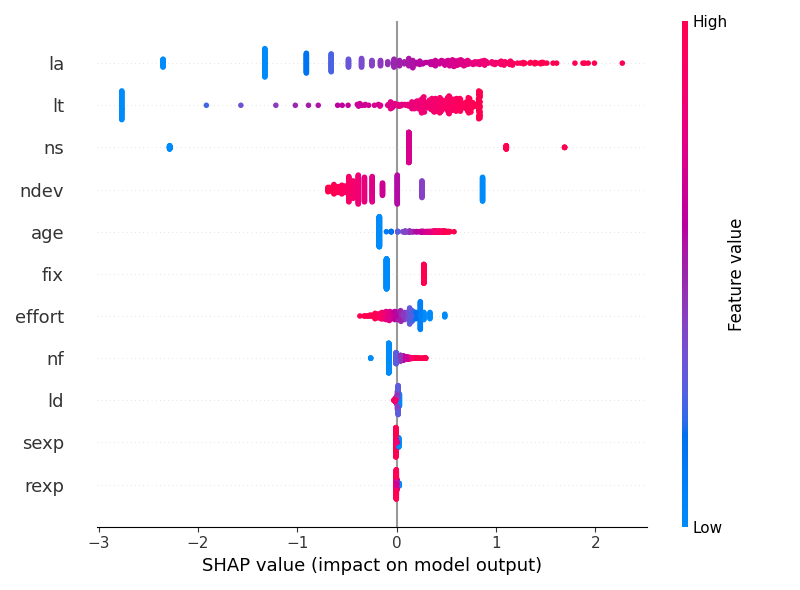 High
la
lt
ns
ndev
age
fix
effort
nf
ld
sexp
rexp
Feature value
Low
−3 −2 −1 0 1 2
SHAP value (impact on model output)